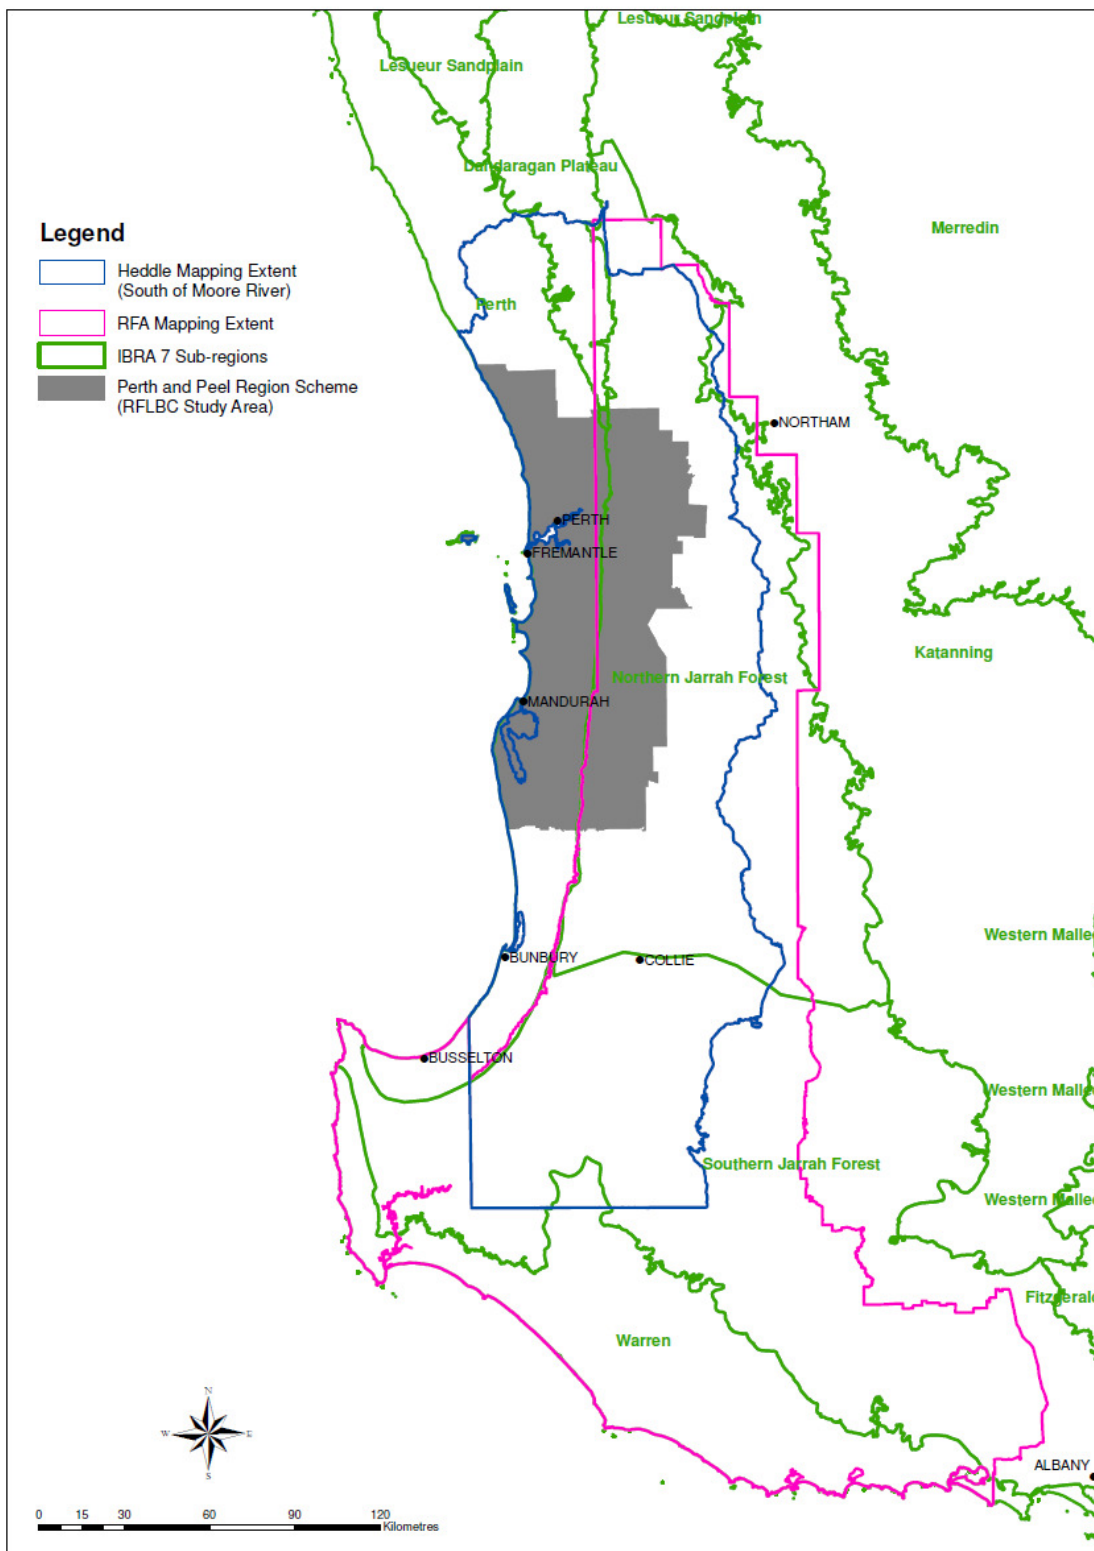 Lesueur Sandplain
Lesueur Sandplain
Dandaragan Plateau
Merredin
Legend
Heddle Mapping Extent
(South of Moore River)
RFA Mapping Extent
IBRA 7 Sub-regions
Perth and Peel Region Scheme
(RFLBC Study Area)
Perth
NORTHAM
PERTH
FREMANTLE
Katanning
Northern Jarrah Forest
MANDURAH
Western Mallee
BUNBURY
COLLIE
BUSSELTON
Western Mallee
Southern Jarrah Forest
Western Mallee
Fitzgerald
Warren
N
W
E
S
ALBANY
0 15 30 60 90 120
Kilometres